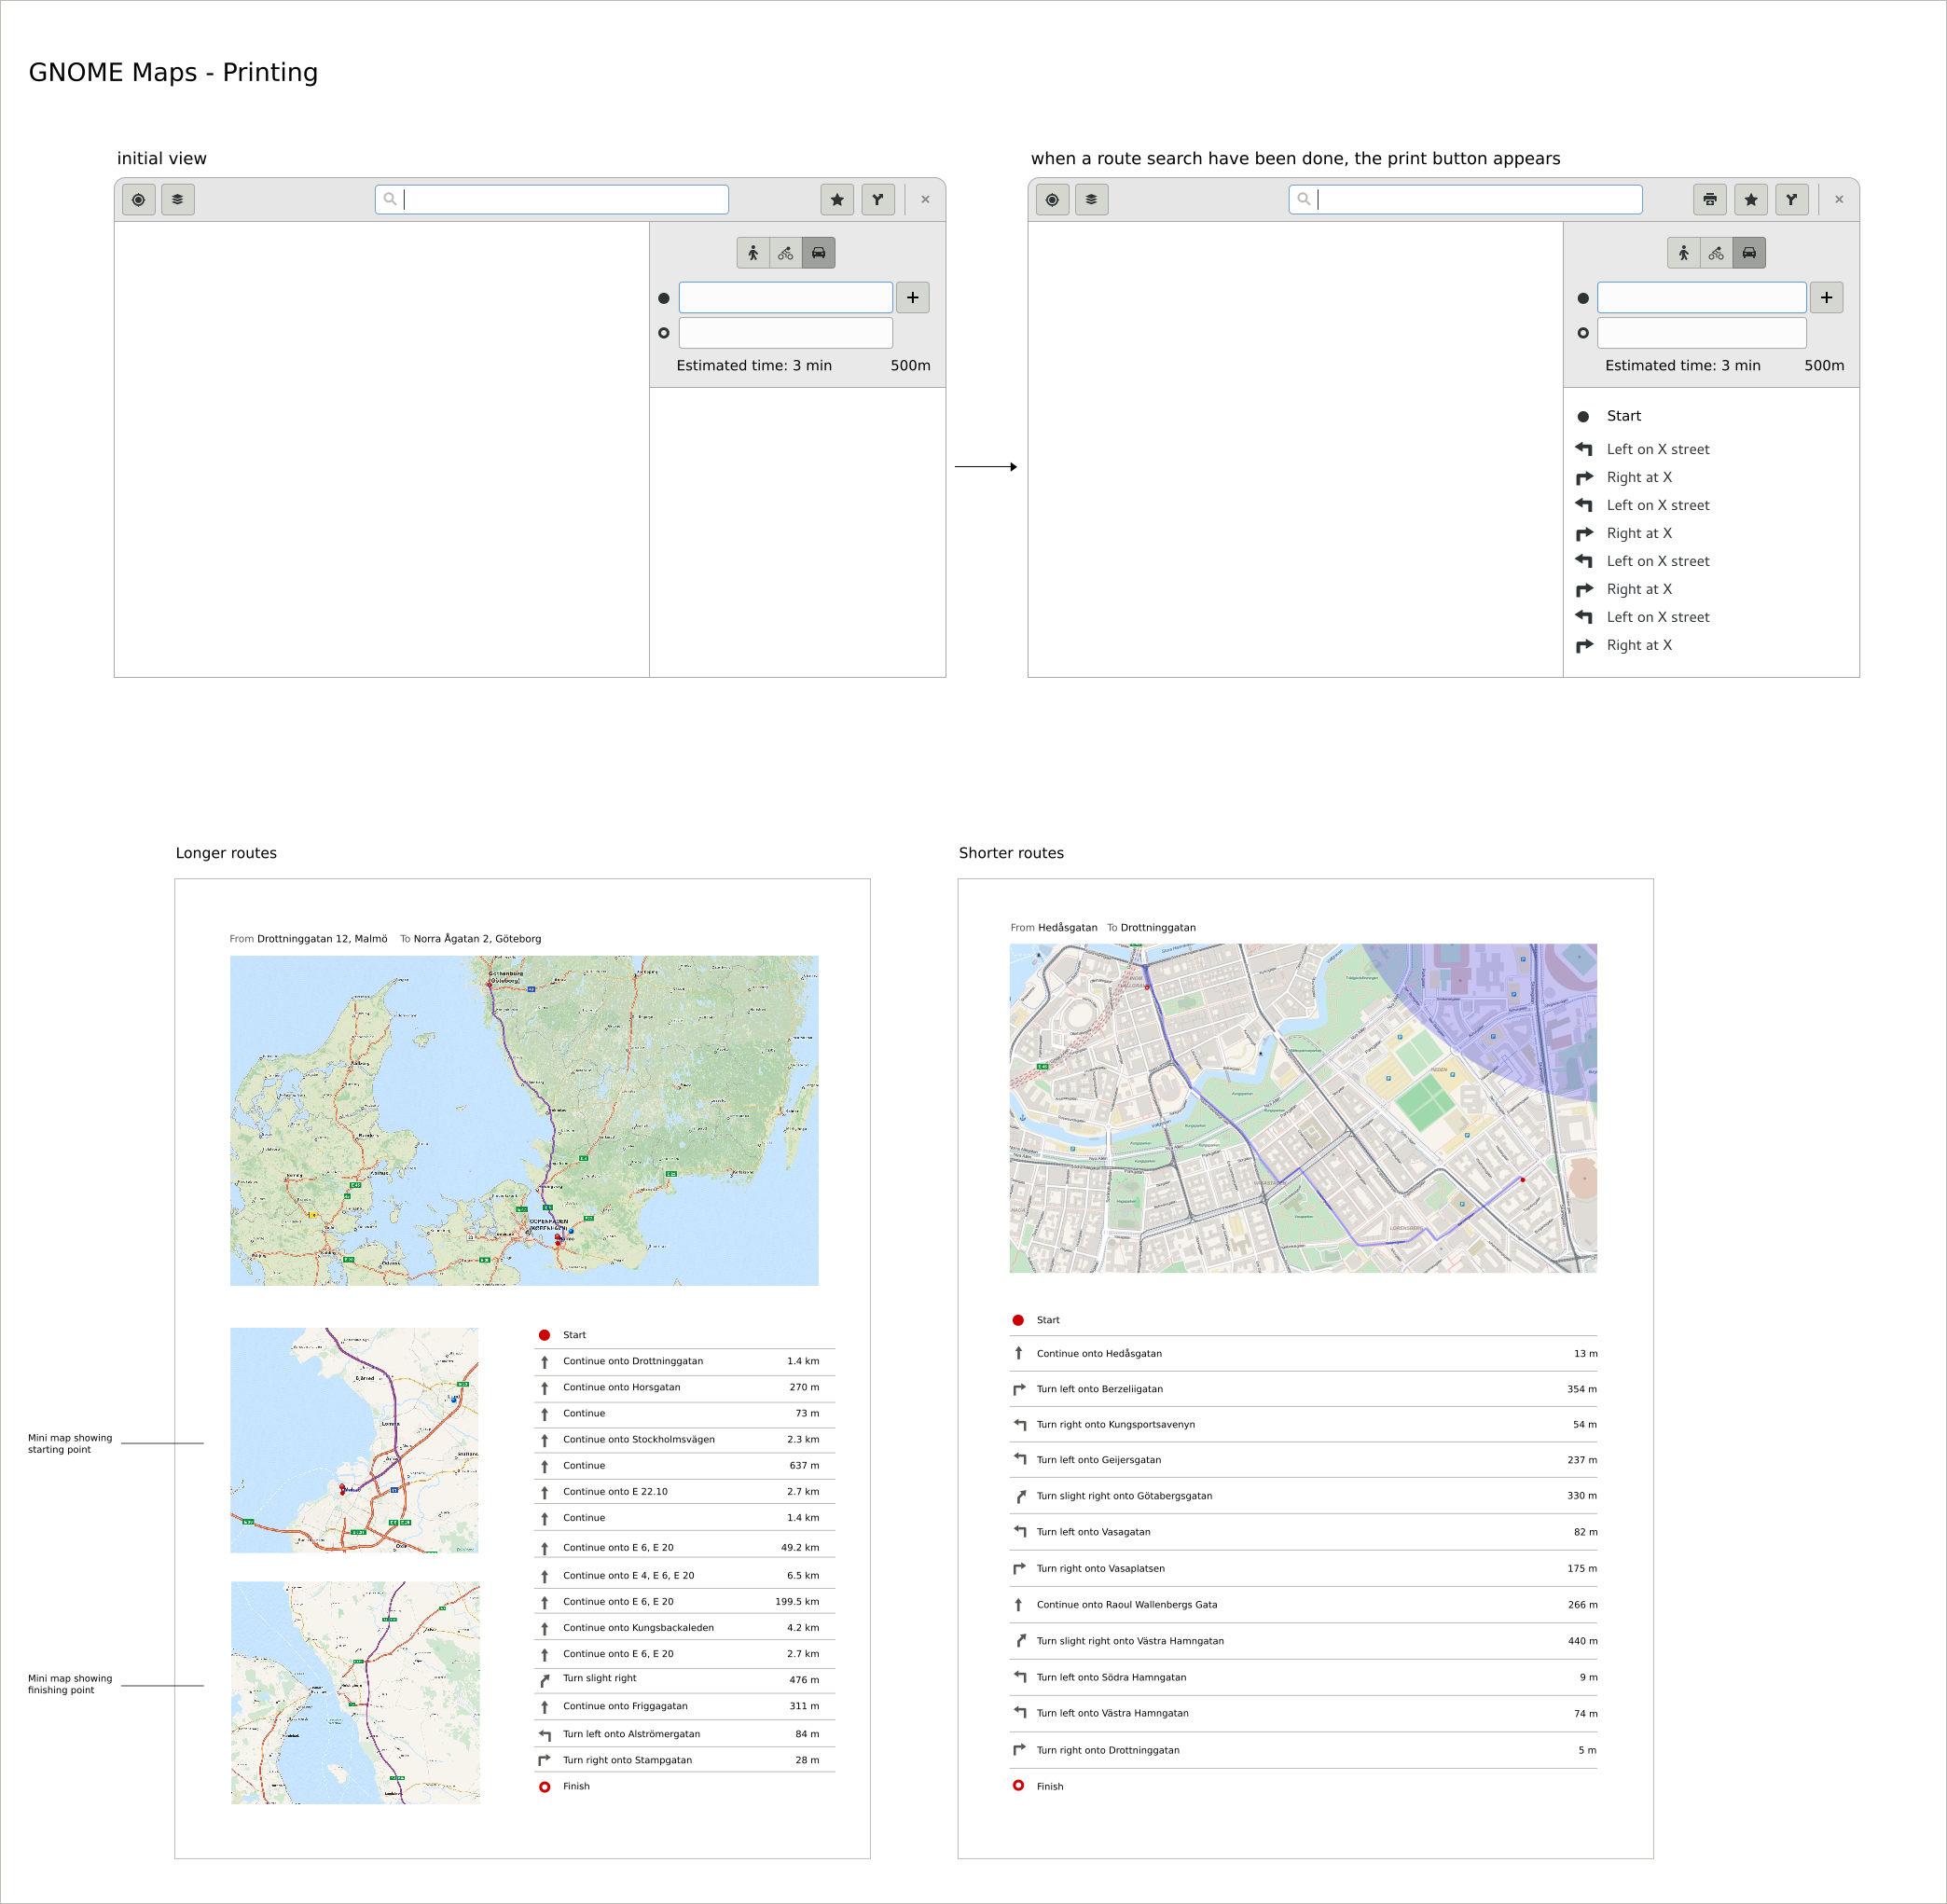 GNOME Maps - Printing
initial view
Estimated time: 3 min 500m
when a route search have been done, the print button appears
Estimated time: 3 min 500m
Start
Left on X street
Right at X
Left on X street
Right at X
Left on X street
Right at X
Left on X street
Right at X
Longer routes
From Drottninggatan 12, Malmö To Norra Ågatan 2, Göteborg
Gothenburg
(Göteborg)
Mini map showing
starting point
Mini map showing
finishing point
Start
Continue onto Drottninggatan 1.4 km
Continue onto Horsgatan 270 m
Continue 73 m
Continue onto Stockholmsvägen 2.3 km
Continue 637 m
Continue onto E 22.10 2.7 km
Continue 1.4 km
Continue onto E 6, E 20 49.2 km
Continue onto E 4, E 6, E 20 6.5 km
Continue onto E 6, E 20 199.5 km
Continue onto Kungsbackaleden 4.2 km
Continue onto E 6, E 20 2.7 km
Turn slight right 476 m
Continue onto Friggagatan 311 m
Turn left onto Alströmergatan 84 m
Turn right onto Stampgatan 28 m
Finish
Shorter routes
From Hedåsgatan To Drottninggatan
Start
Continue onto Hedåsgatan 13 m
Turn left onto Berzeliigatan 354 m
Turn right onto Kungsportsavenyn 54 m
Turn left onto Geijersgatan 237 m
Turn slight right onto Götabergsgatan 330 m
Turn left onto Vasagatan 82 m
Turn right onto Vasaplatsen 175 m
Continue onto Raoul Wallenbergs Gata 266 m
Turn slight right onto Västra Hamngatan 440 m
Turn left onto Södra Hamngatan 9 m
Turn left onto Västra Hamngatan 74 m
Turn right onto Drottninggatan 5 m
Finish